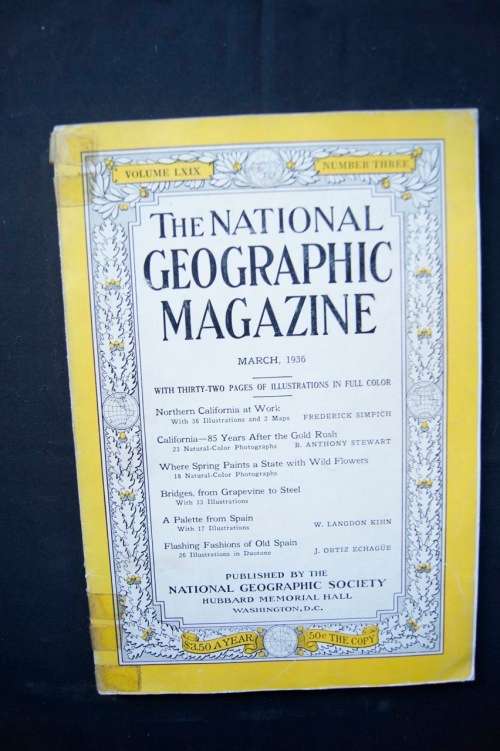 VOLUME LXIX NUMBER THREE
THE NATIONAL
GEOGRAPHIC
MAGAZINE
MARCH, 1936
WITH THIRTY-TWO PAGES OF ILLUSTRATIONS IN FULL COLOR
Northern California at Work
With 36 Illustrations and 2 Maps FREDERICK SIMPICH
California—85 Years After the Gold Rush
23 Natural-Color Photographs B. ANTHONY STEWART
Where Spring Paints a State with Wild Flowers
18 Natural-Color Photographs
Bridges, from Grapevine to Steel
With 13 Illustrations
A Palette from Spain
With 17 Illustrations W. LANGDON KIHN
Flashing Fashions of Old Spain
26 Illustrations in Duotone J. ORTIZ ECHAGÜE
PUBLISHED BY THE
NATIONAL GEOGRAPHIC SOCIETY
HUBBARD MEMORIAL HALL
WASHINGTON, D.C.
$3.50 A YEAR 50¢ THE COPY